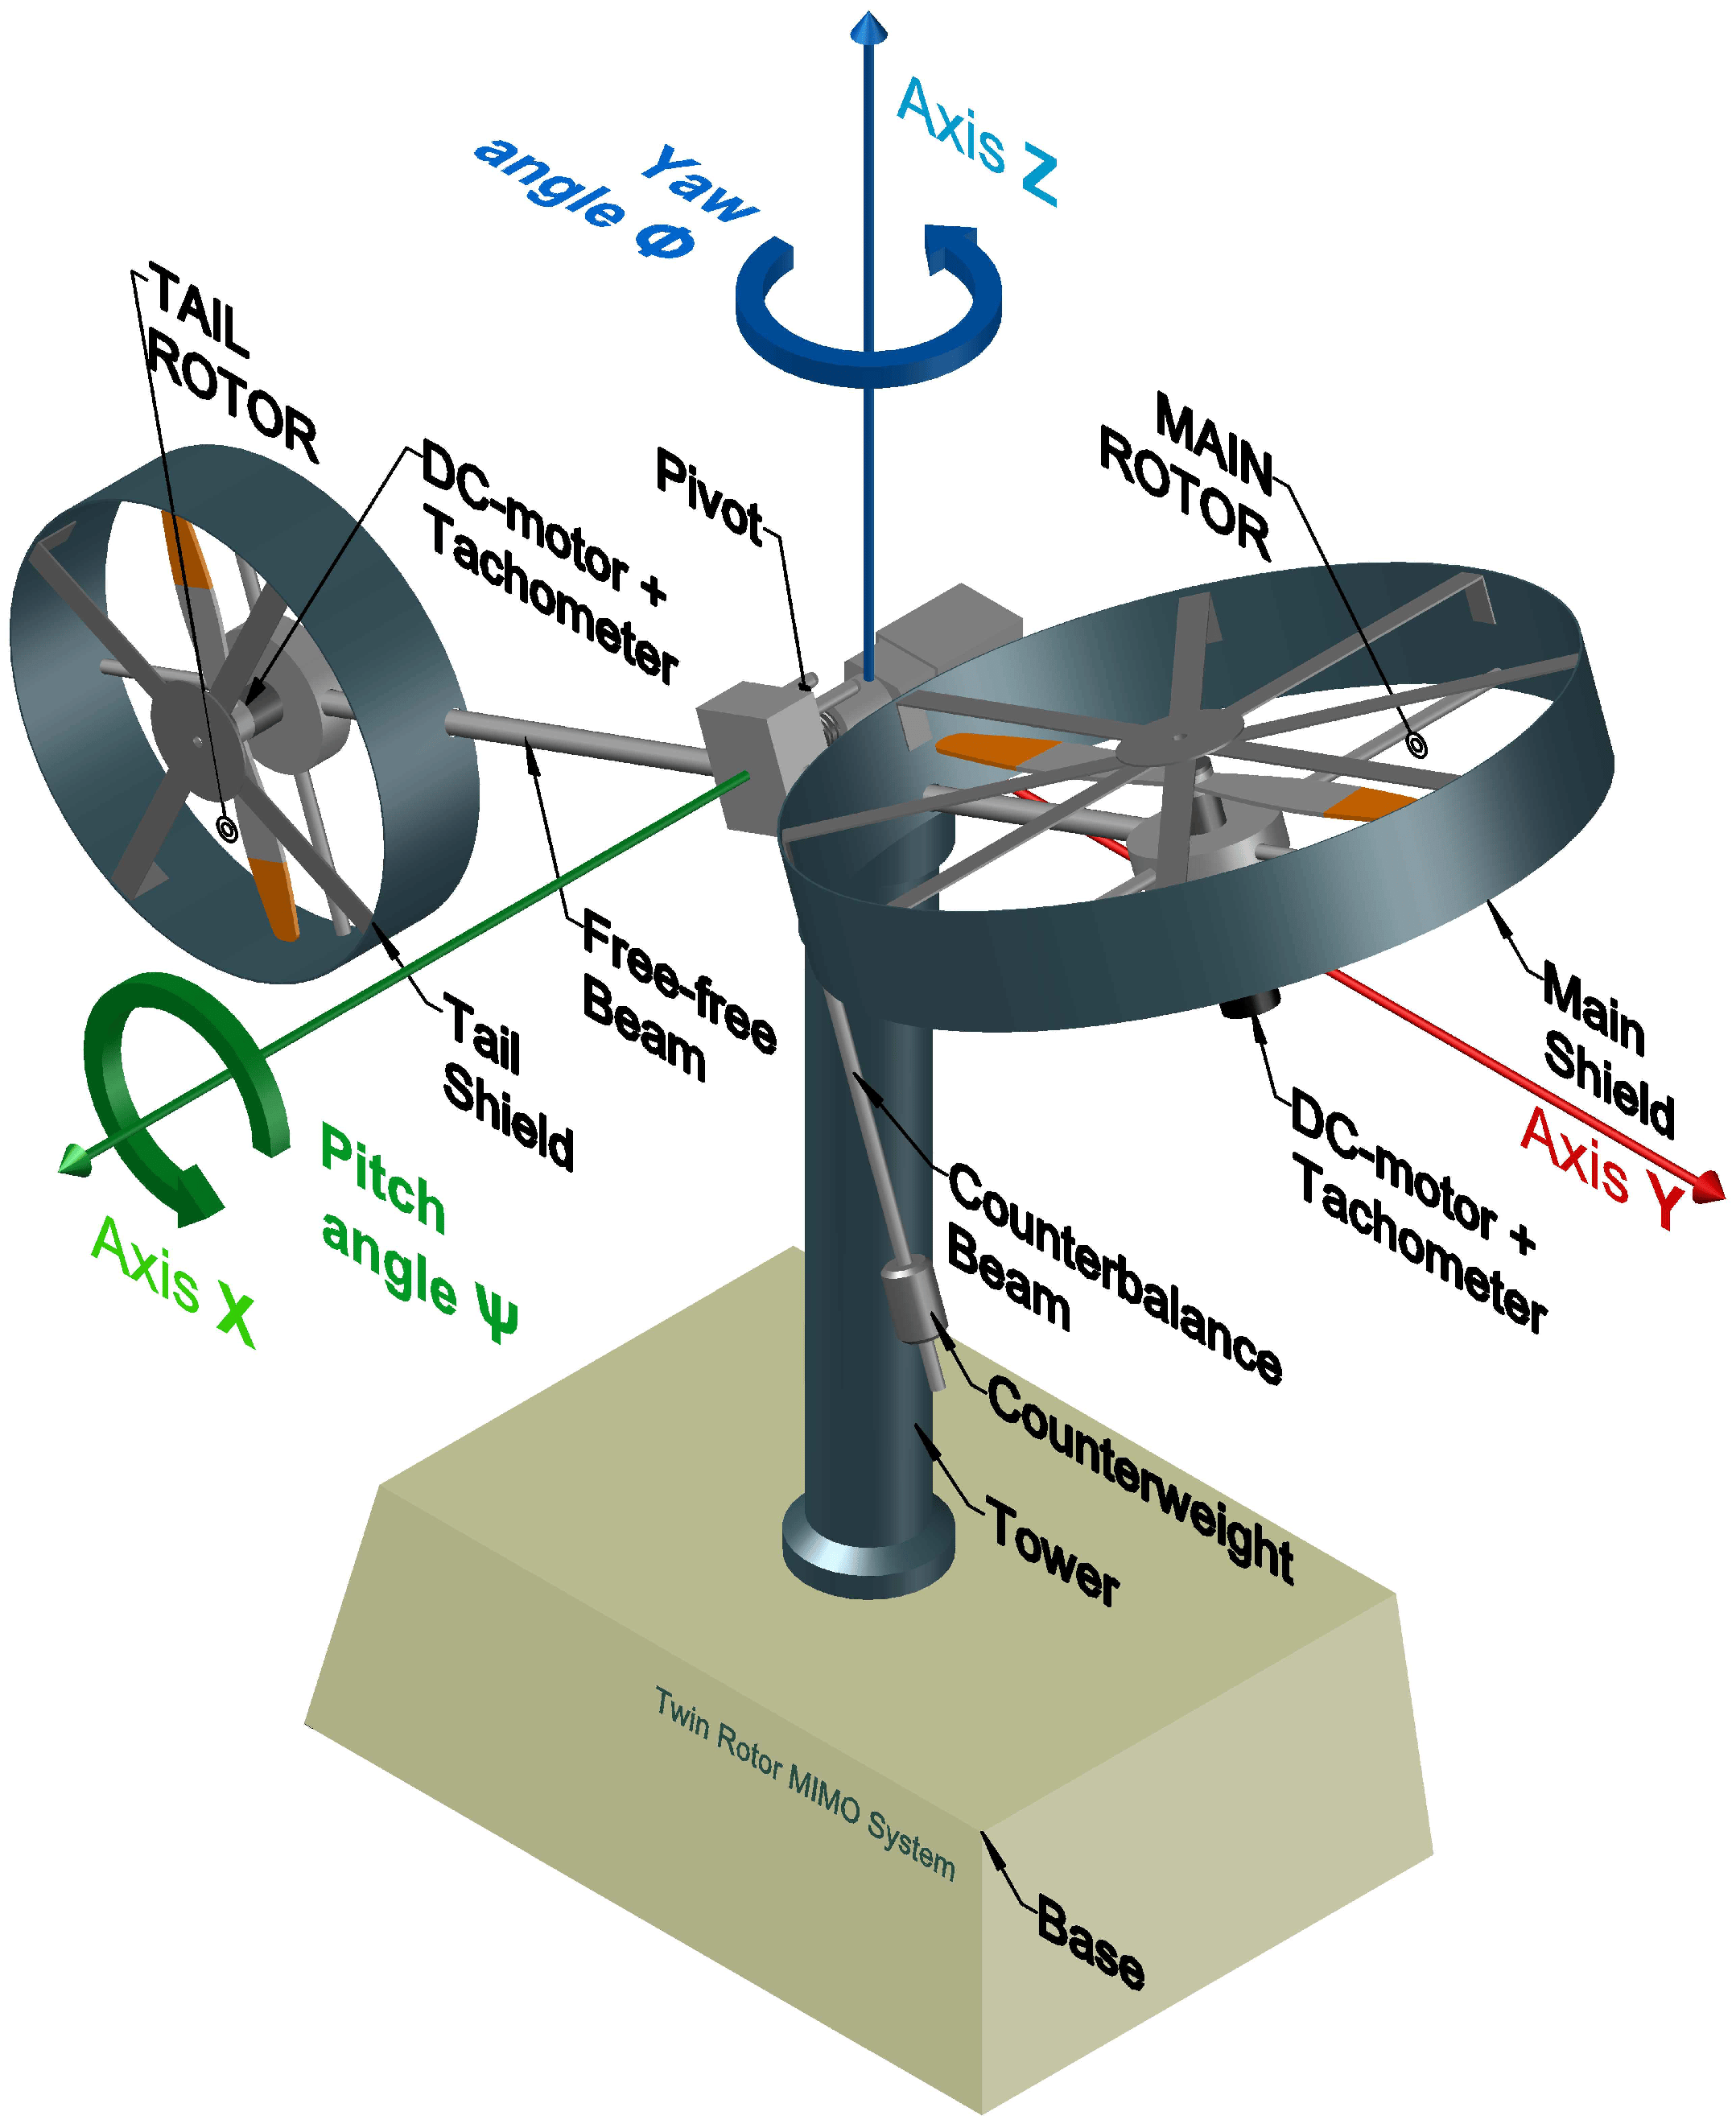 Axis Z
Yaw
angle Φ
TAIL
ROTOR
DC-motor +
Tachometer
Pivot
MAIN
ROTOR
Free-free
Beam
Tail
Shield
Main
Shield
Axis Y
DC-motor +
Tachometer
Pitch
angle Ψ
Axis X
Counterbalance
Beam
Counterweight
Tower
Twin Rotor MIMO System
Base